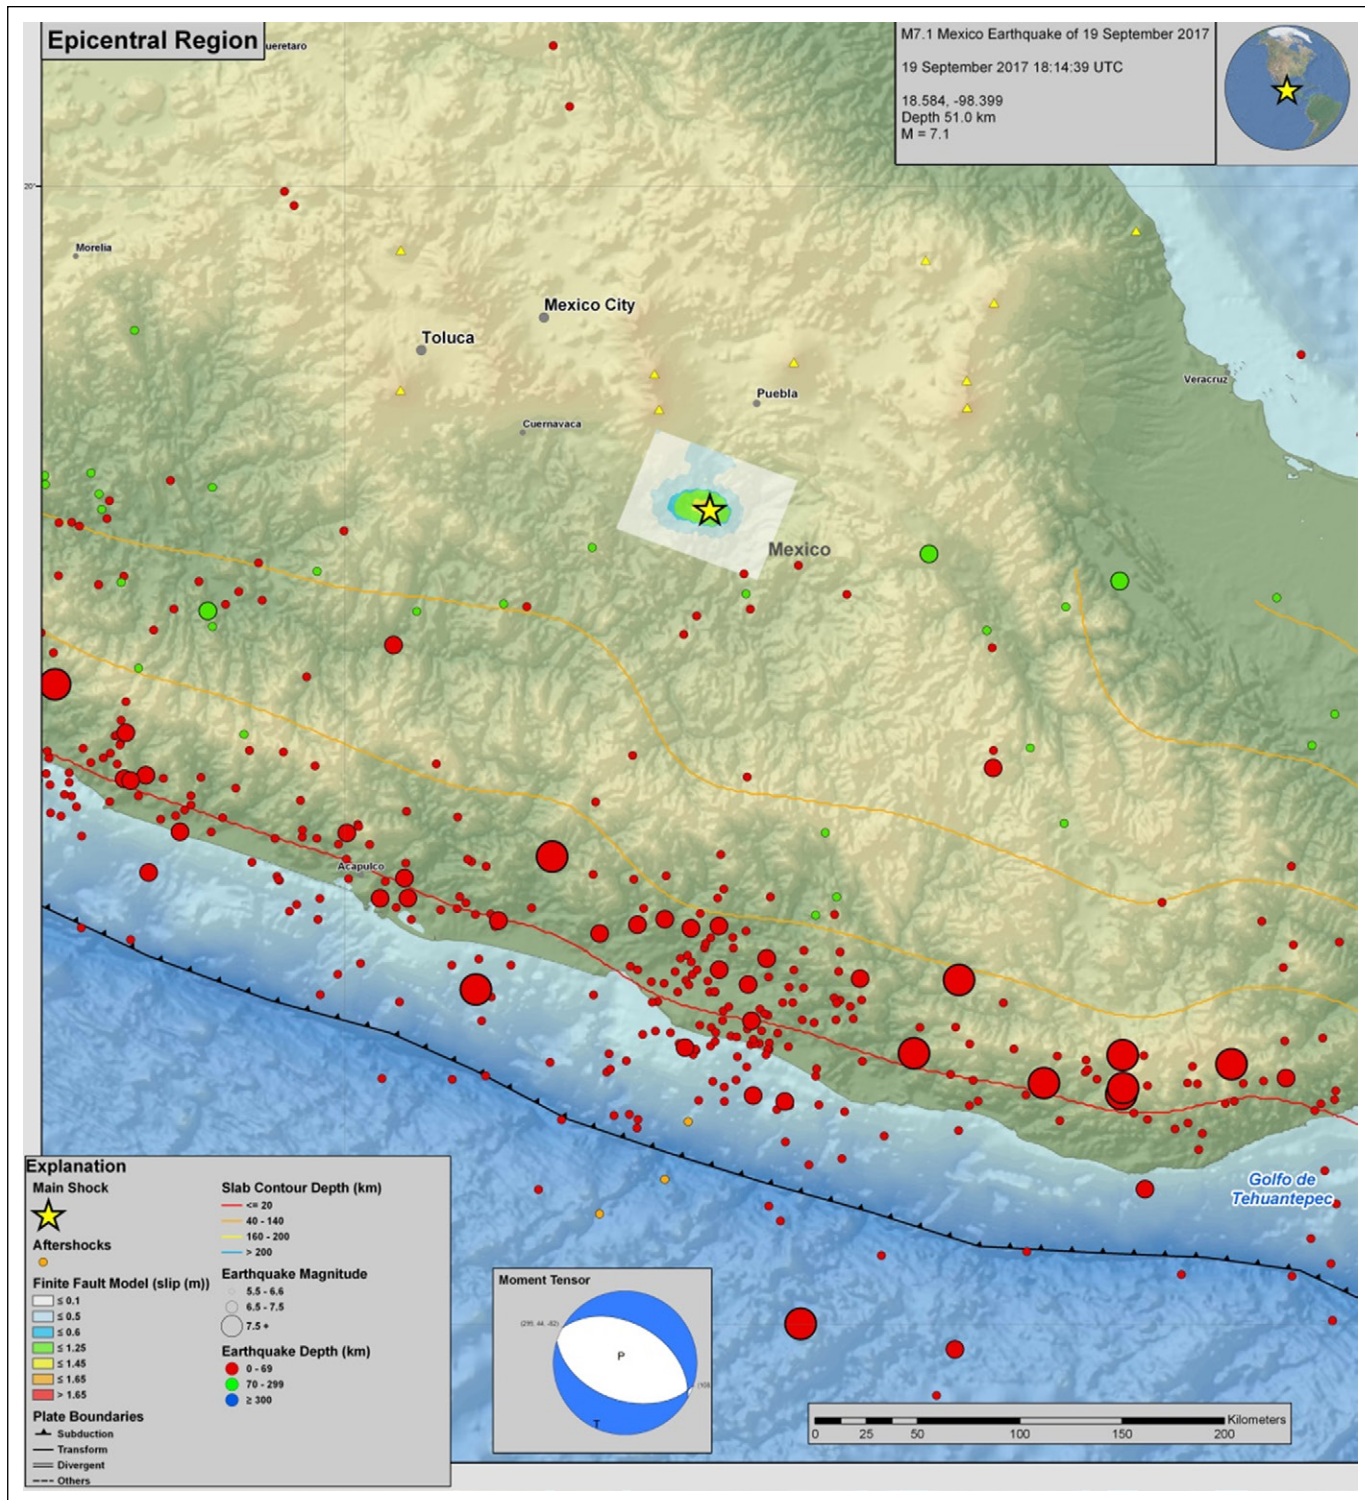 Epicentral Region
ueretaro
M7.1 Mexico Earthquake of 19 September 2017
19 September 2017 18:14:39 UTC
18.584, -98.399
Depth 51.0 km
M = 7.1
20°
Morelia
Mexico City
Toluca
Veracruz
Puebla
Cuernavaca
Mexico
Acapulco
Golfo de
Tehuantepec
Explanation
Main Shock
Aftershocks
Finite Fault Model (slip (m))
≤ 0.1
≤ 0.5
≤ 0.6
≤ 1.25
≤ 1.45
≤ 1.65
> 1.65
Plate Boundaries
Subduction
Transform
Divergent
Others
Slab Contour Depth (km)
<= 20
40 - 140
160 - 200
> 200
Earthquake Magnitude
5.5 - 6.6
6.5 - 7.5
7.5 +
Earthquake Depth (km)
0 - 69
70 - 299
≥ 300
Moment Tensor
P
T
Kilometers
0 25 50 100 150 200